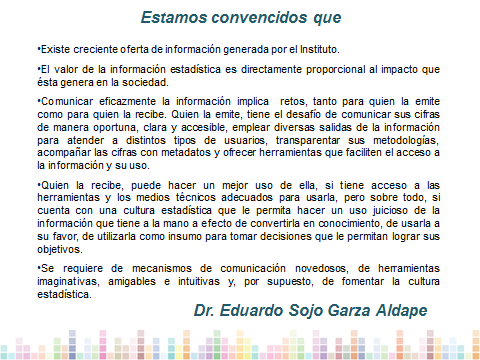 Estamos convencidos que
•Existe creciente oferta de información generada por el Instituto.
•El valor de la información estadística es directamente proporcional al impacto que
ésta genera en la sociedad.
•Comunicar eficazmente la información implica retos, tanto para quien la emite
como para quien la recibe. Quien la emite, tiene el desafío de comunicar sus cifras
de manera oportuna, clara y accesible, emplear diversas salidas de la información
para atender a distintos tipos de usuarios, transparentar sus metodologías,
acompañar las cifras con metadatos y ofrecer herramientas que faciliten el acceso a
la información y su uso.
•Quien la recibe, puede hacer un mejor uso de ella, si tiene acceso a las
herramientas y los medios técnicos adecuados para usarla, pero sobre todo, si
cuenta con una cultura estadística que le permita hacer un uso juicioso de la
información que tiene a la mano a efecto de convertirla en conocimiento, de usarla a
su favor, de utilizarla como insumo para tomar decisiones que le permitan lograr sus
objetivos.
•Se requiere de mecanismos de comunicación novedosos, de herramientas
imaginativas, amigables e intuitivas y, por supuesto, de fomentar la cultura
estadística.
Dr. Eduardo Sojo Garza Aldape